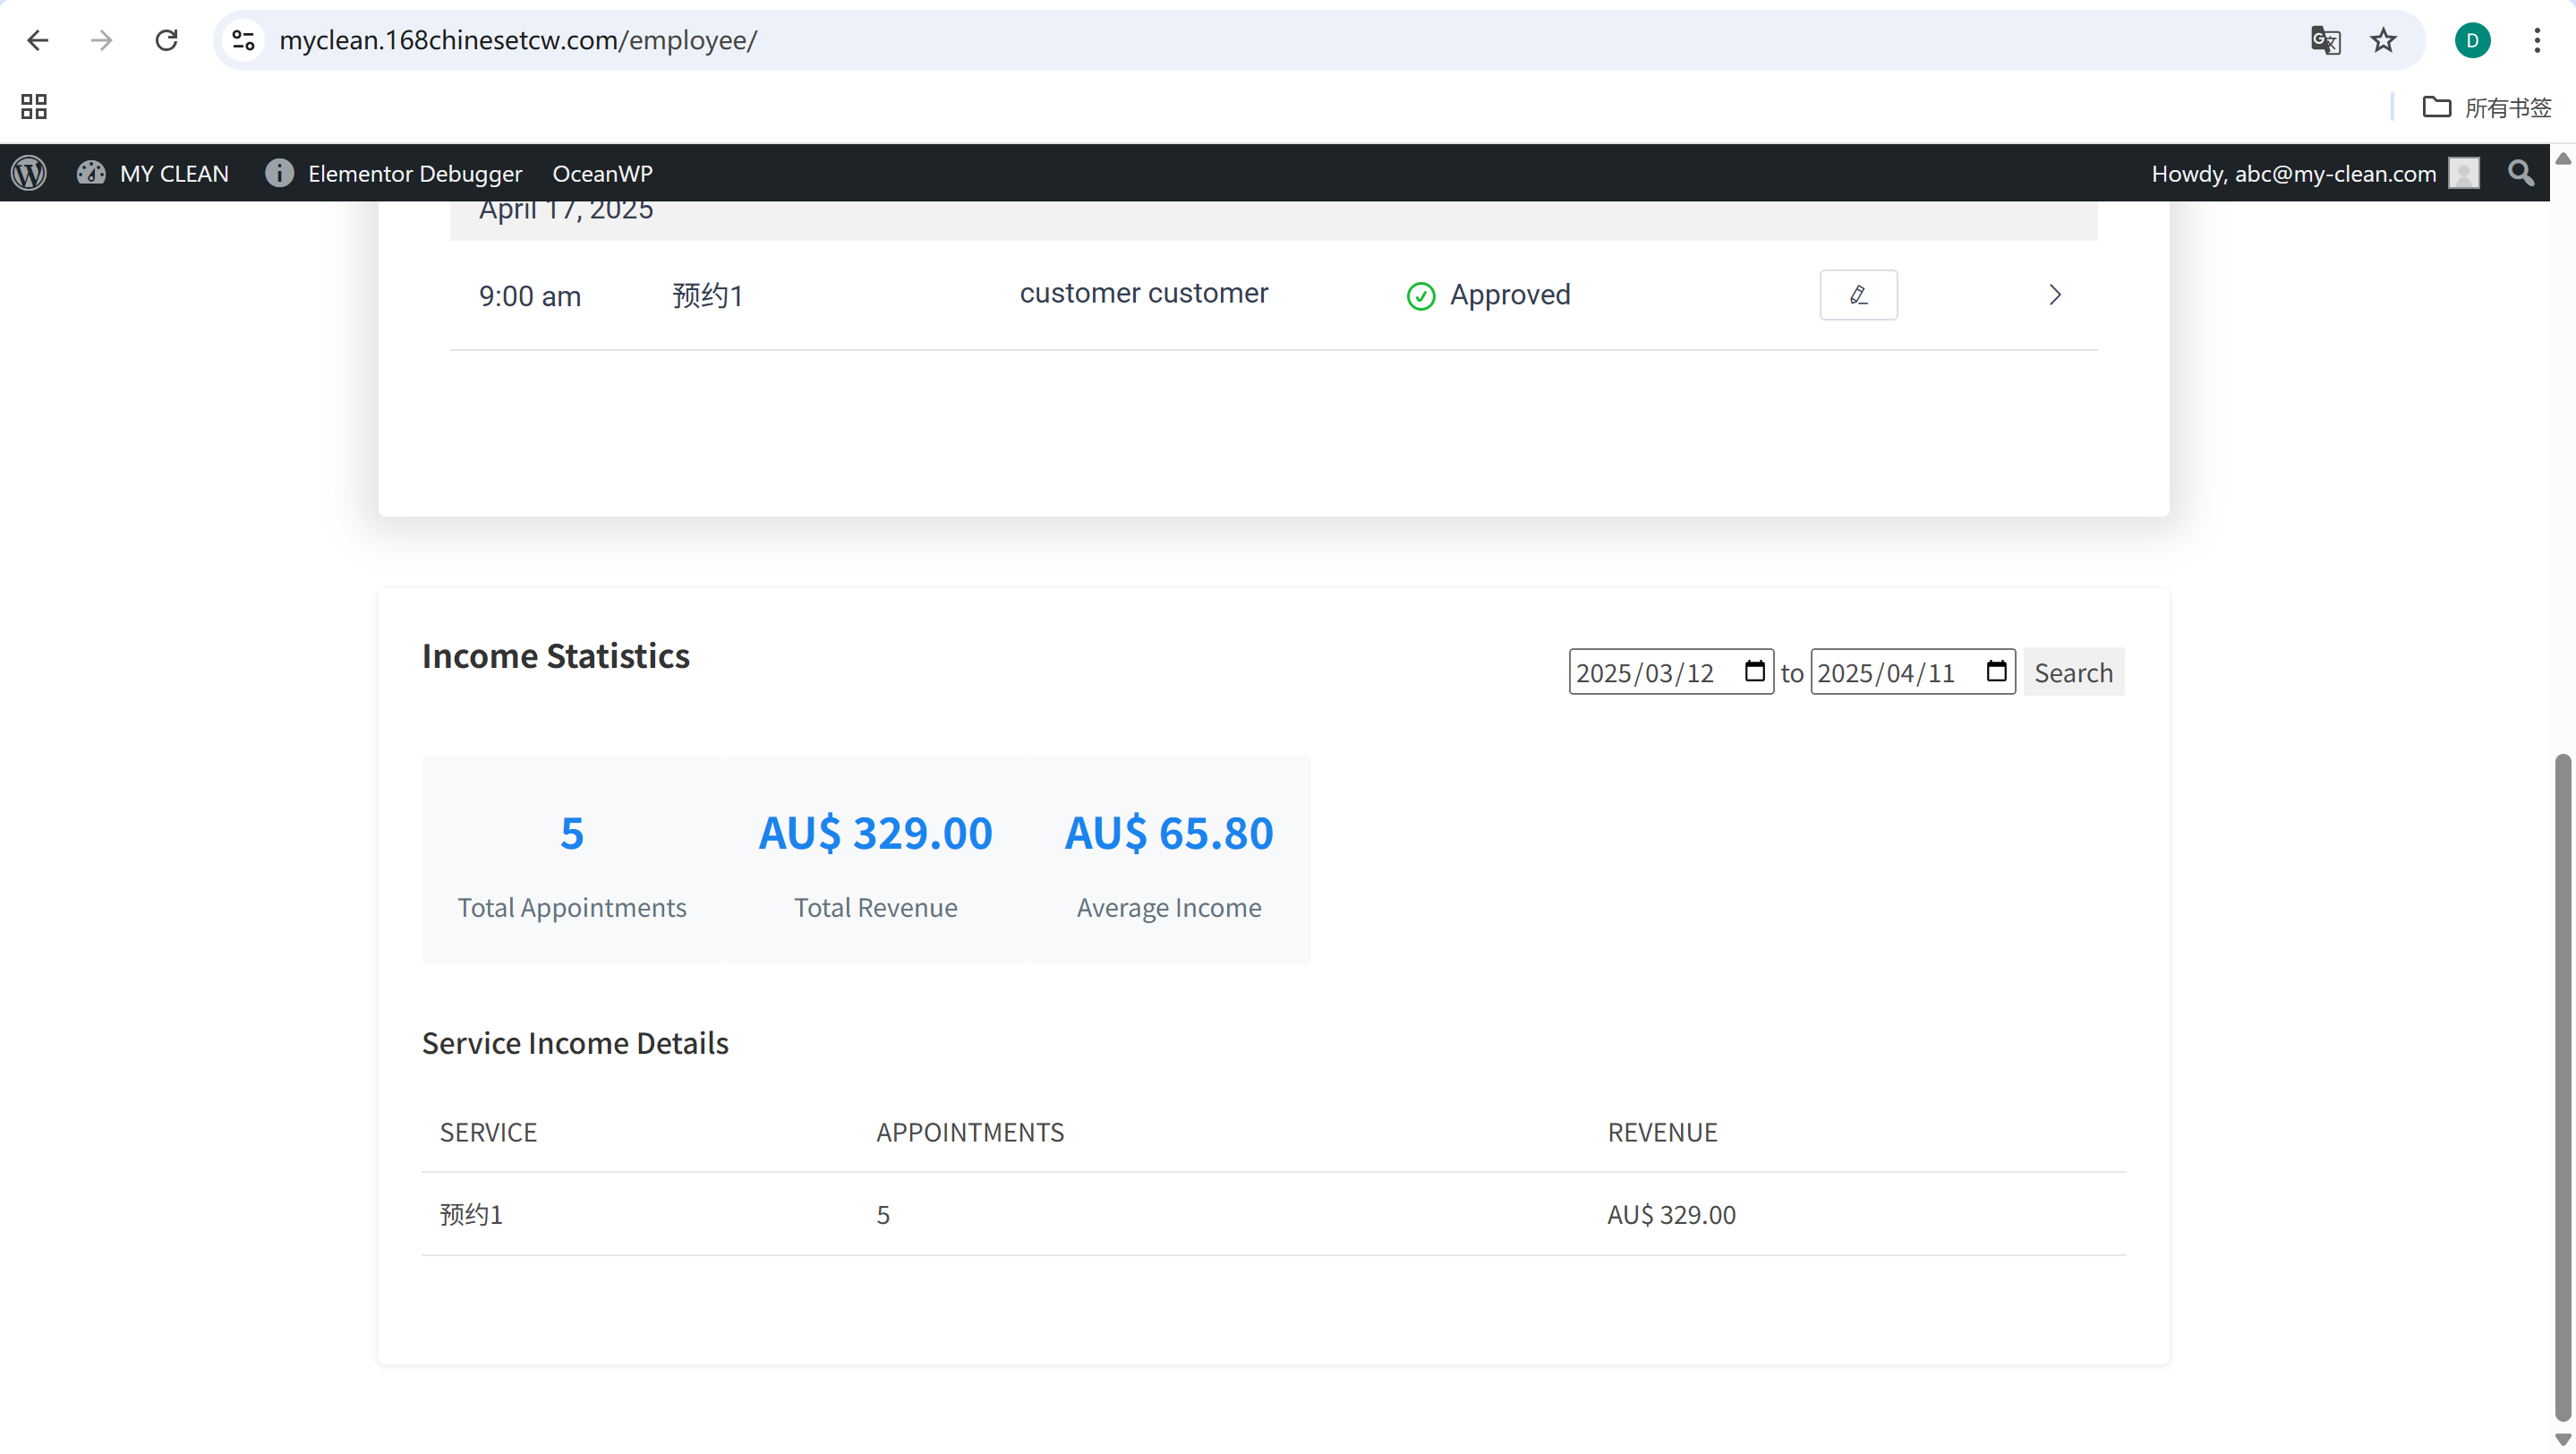 myclean.168chinesetcw.com/employee/
D
所有书签
MY CLEAN
Elementor Debugger
OceanWP
Howdy, abc@my-clean.com
April 17, 2025
9:00 am
预约1
customer customer
Approved
Income Statistics
2025/03/12 to 2025/04/11 Search
5
AU$ 329.00
AU$ 65.80
Total Appointments
Total Revenue
Average Income
Service Income Details
SERVICE
APPOINTMENTS
REVENUE
预约1
5
AU$ 329.00